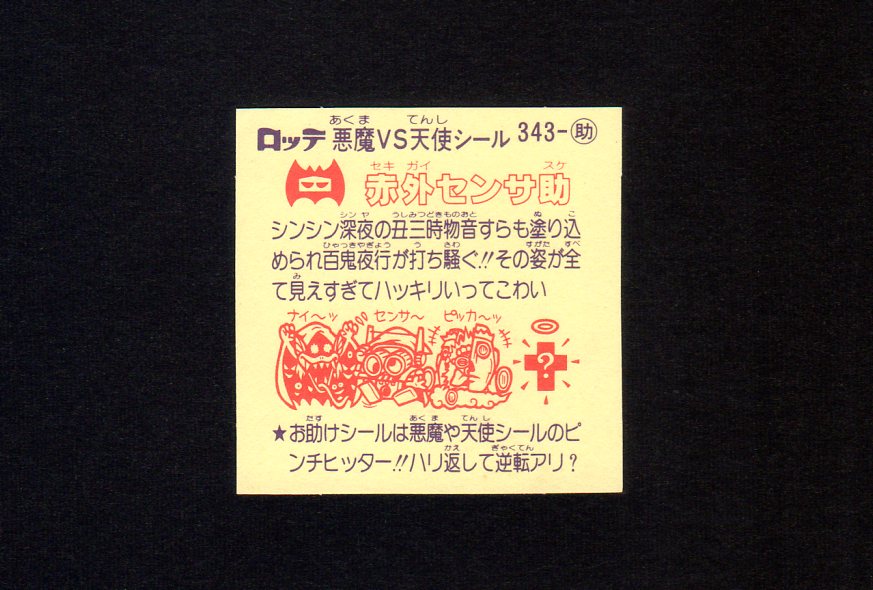 あくま てんし
ロッテ 悪魔VS天使シール 343-助
セキ ガイ スケ
赤外センサ助
シンヤ うしみつどきものおと ぬ こ
シンシン深夜の丑三時物音すらも塗り込
ひゃっきやぎょう う さわ すがた すべ
められ百鬼夜行が打ち騒ぐ!!その姿が全
み
て見えすぎてハッキリいってこわい
ナイ〜ッ センサ〜 ピッカ〜ッ
?
たす あくま てんし
★お助けシールは悪魔や天使シールのピ
かえ ぎゃくてん
ンチヒッター!!ハリ返して逆転アリ?